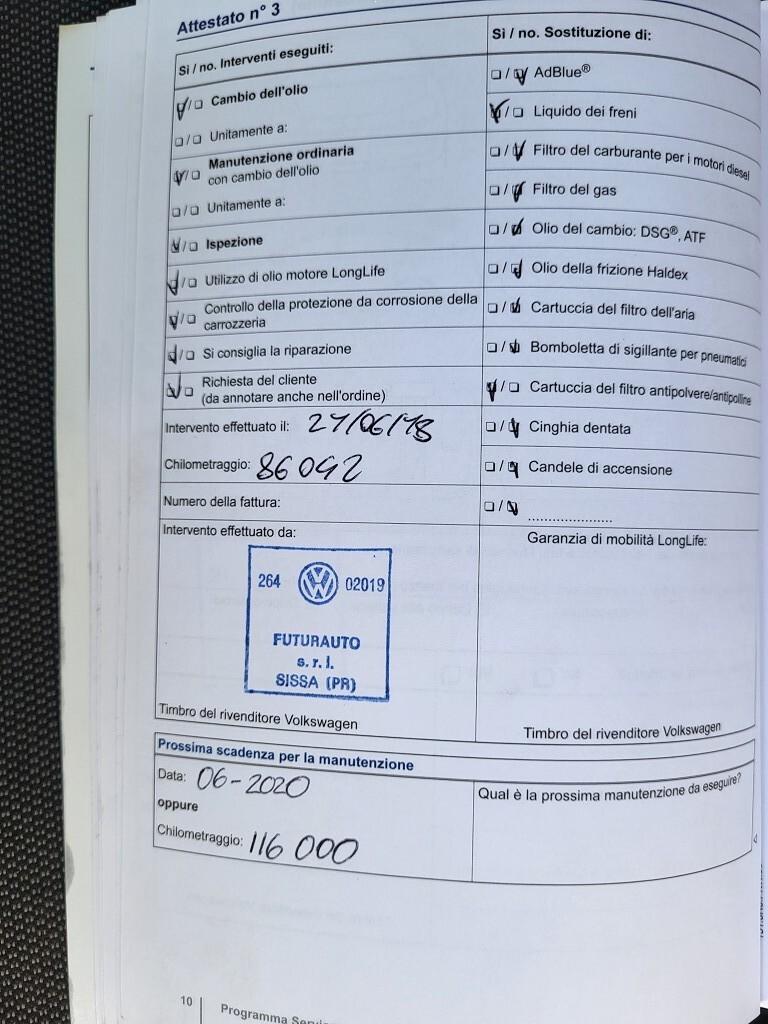 Attestato n° 3
Sì / no. Interventi eseguiti:
Cambio dell'olio
Unitamente a:
Manutenzione ordinaria
con cambio dell'olio
Unitamente a:
Ispezione
Utilizzo di olio motore LongLife
Controllo della protezione da corrosione della
carrozzeria
Si consiglia la riparazione
Richiesta del cliente
(da annotare anche nell'ordine)
Intervento effettuato il: 27/06/18
Chilometraggio: 86092
Numero della fattura:
Intervento effettuato da:
264 VW 02019
FUTURAUTO
s.r.l.
SISSA (PR)
Timbro del rivenditore Volkswagen
Sì / no. Sostituzione di:
AdBlue®
Liquido dei freni
Filtro del carburante per i motori diesel
Filtro del gas
Olio del cambio: DSG®, ATF
Olio della frizione Haldex
Cartuccia del filtro dell'aria
Bomboletta di sigillante per pneumatici
Cartuccia del filtro antipolvere/antipolline
Cinghia dentata
Candele di accensione
....................
Garanzia di mobilità LongLife:
Timbro del rivenditore Volkswagen
Prossima scadenza per la manutenzione
Data: 06-2020
oppure
Chilometraggio: 116 000
Qual è la prossima manutenzione da eseguire?
10 | Programma